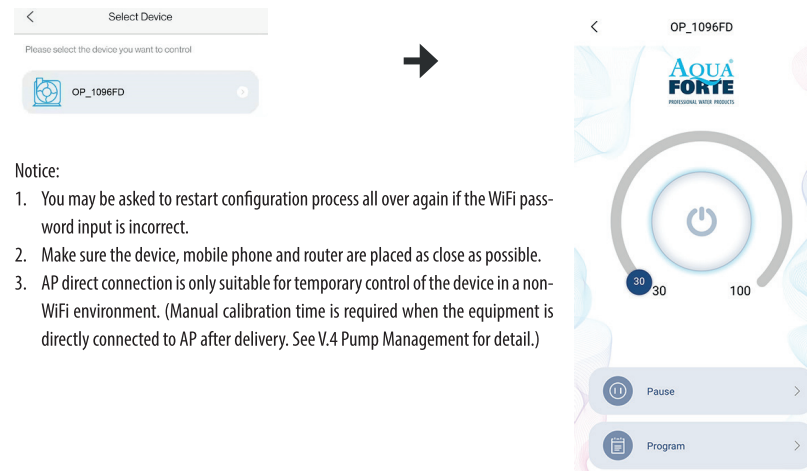 Select Device
Please select the device you want to control
OP_1096FD
Notice:
1. You may be asked to restart configuration process all over again if the WiFi pass-
word input is incorrect.
2. Make sure the device, mobile phone and router are placed as close as possible.
3. AP direct connection is only suitable for temporary control of the device in a non-
WiFi environment. (Manual calibration time is required when the equipment is
directly connected to AP after delivery. See V.4 Pump Management for detail.)
OP_1096FD
AQUA
FORTE
PROFESSIONAL WATER PRODUCTS
30
30 100
Pause
Program